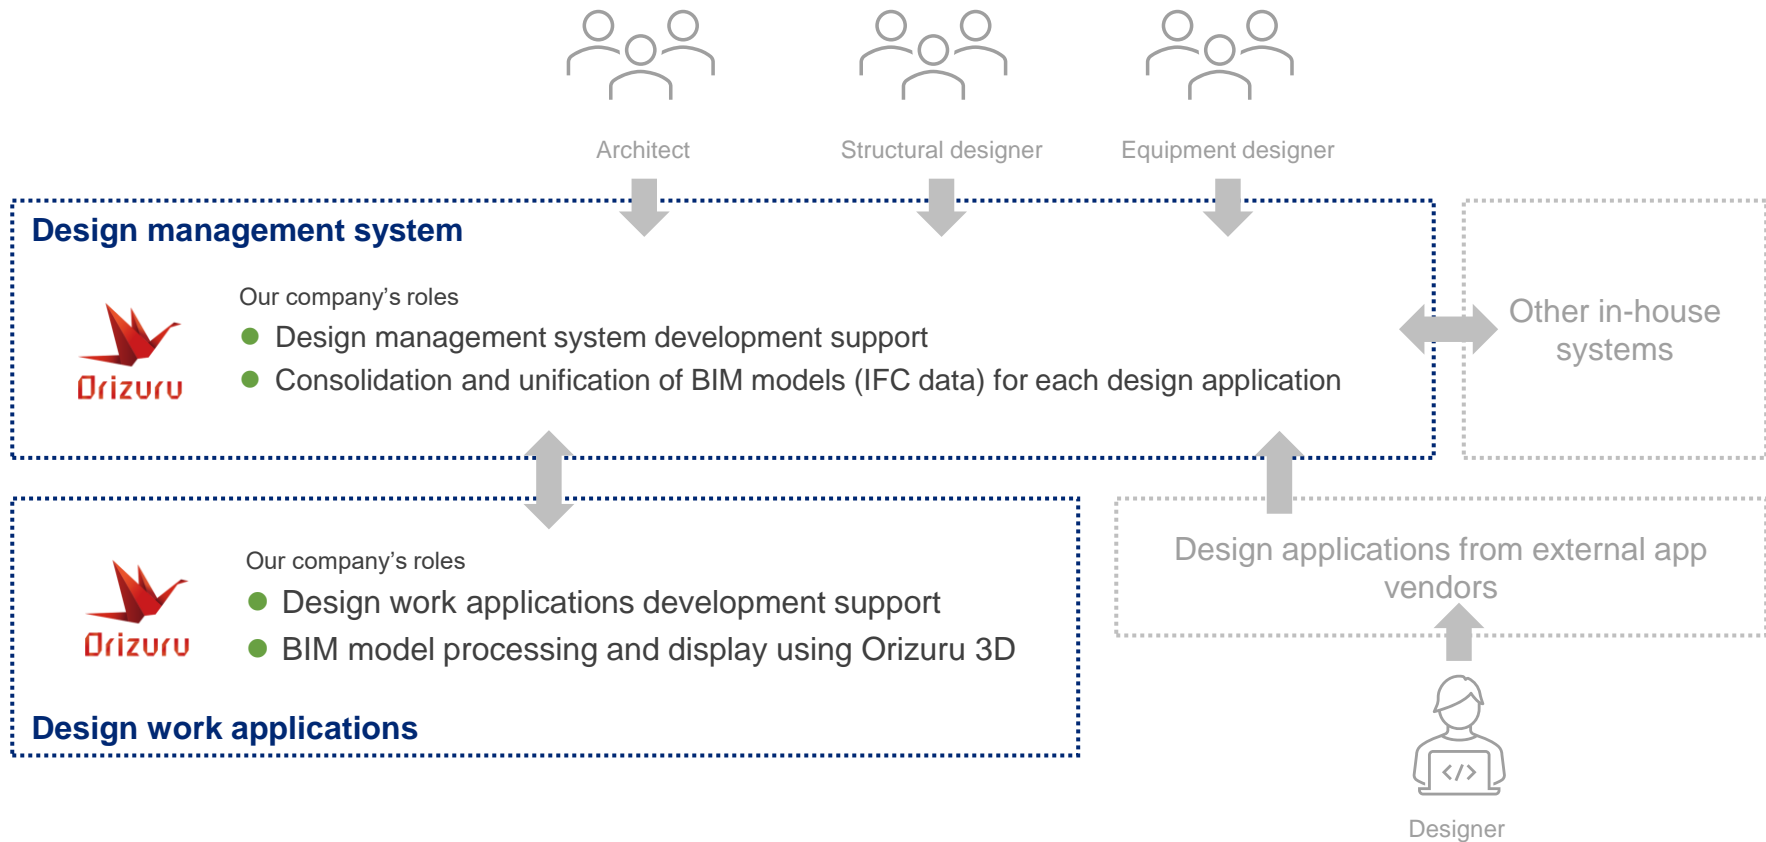 Architect
Structural designer
Equipment designer
Design management system
Our company's roles
Design management system development support
Consolidation and unification of BIM models (IFC data) for each design application
Orizuru
Other in-house
systems
Our company's roles
Design work applications development support
BIM model processing and display using Orizuru 3D
Orizuru
Design work applications
Design applications from external app
vendors
</>
Designer